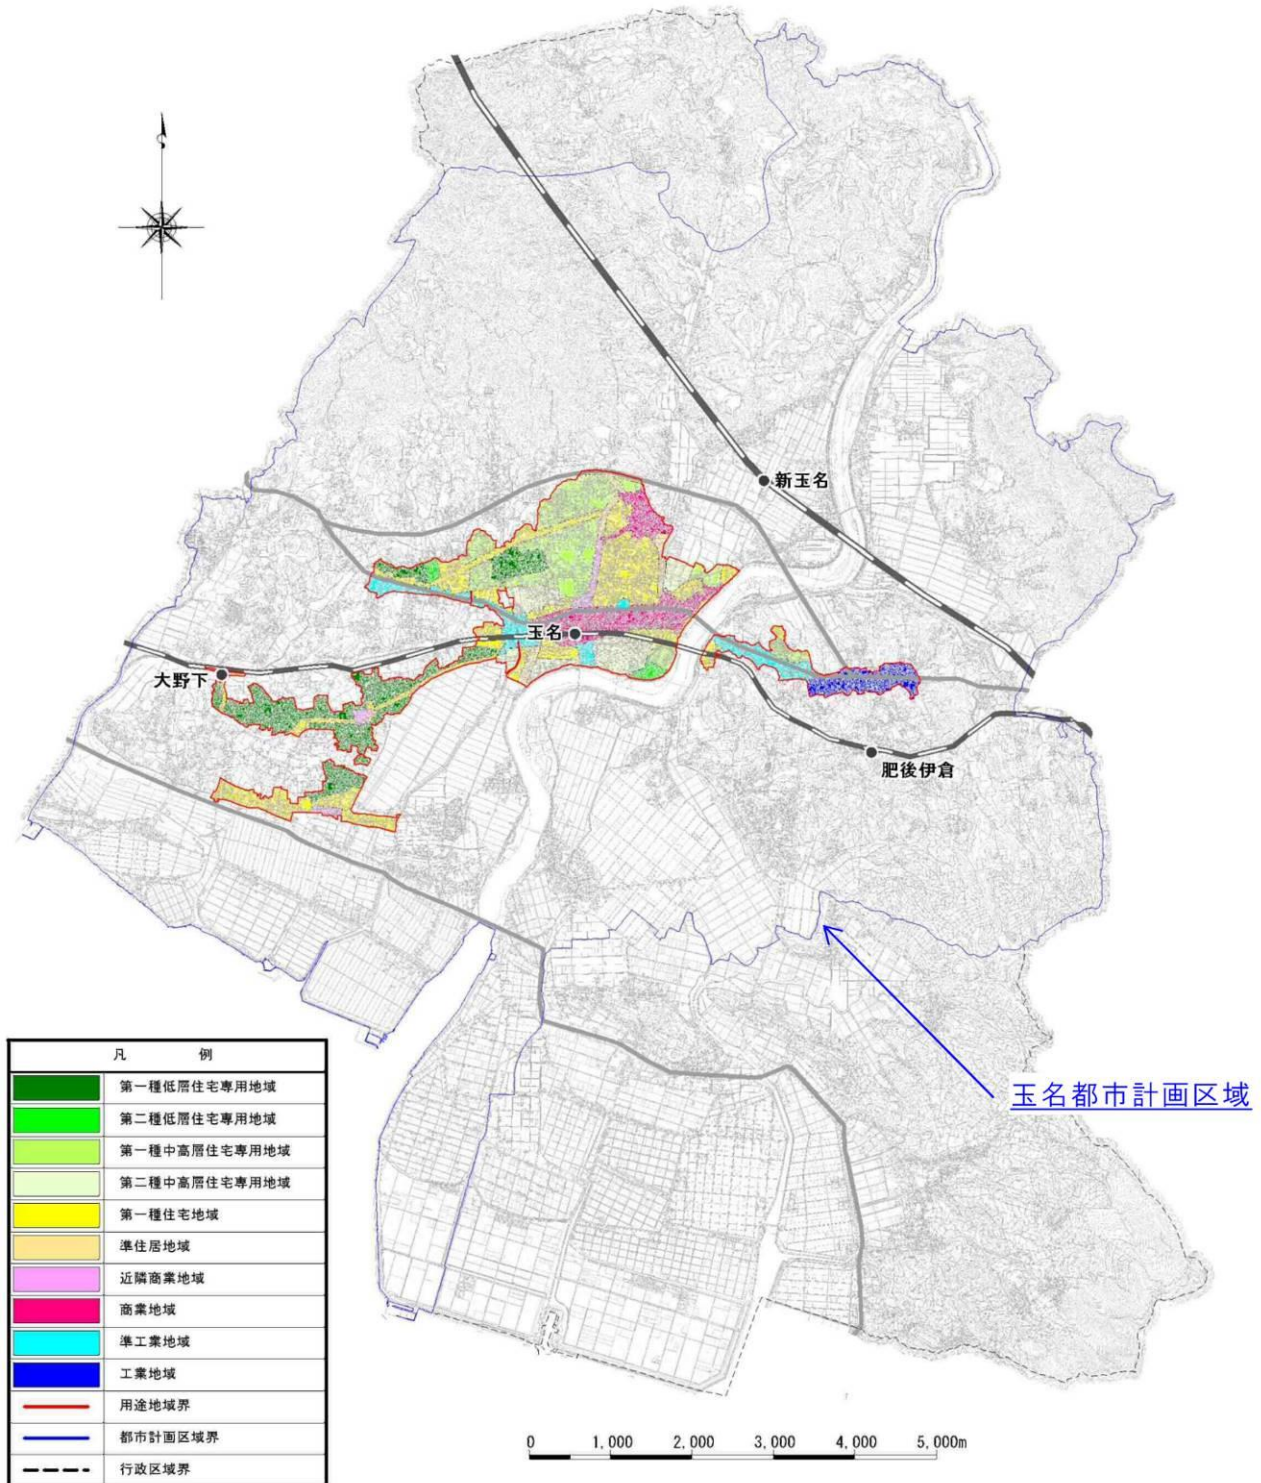 新玉名
玉名
大野下
肥後伊倉
玉名都市計画区域
凡 例
第一種低層住宅専用地域
第二種低層住宅専用地域
第一種中高層住宅専用地域
第二種中高層住宅専用地域
第一種住宅地域
準住居地域
近隣商業地域
商業地域
準工業地域
工業地域
用途地域界
都市計画区域界
行政区域界
0 1,000 2,000 3,000 4,000 5,000m